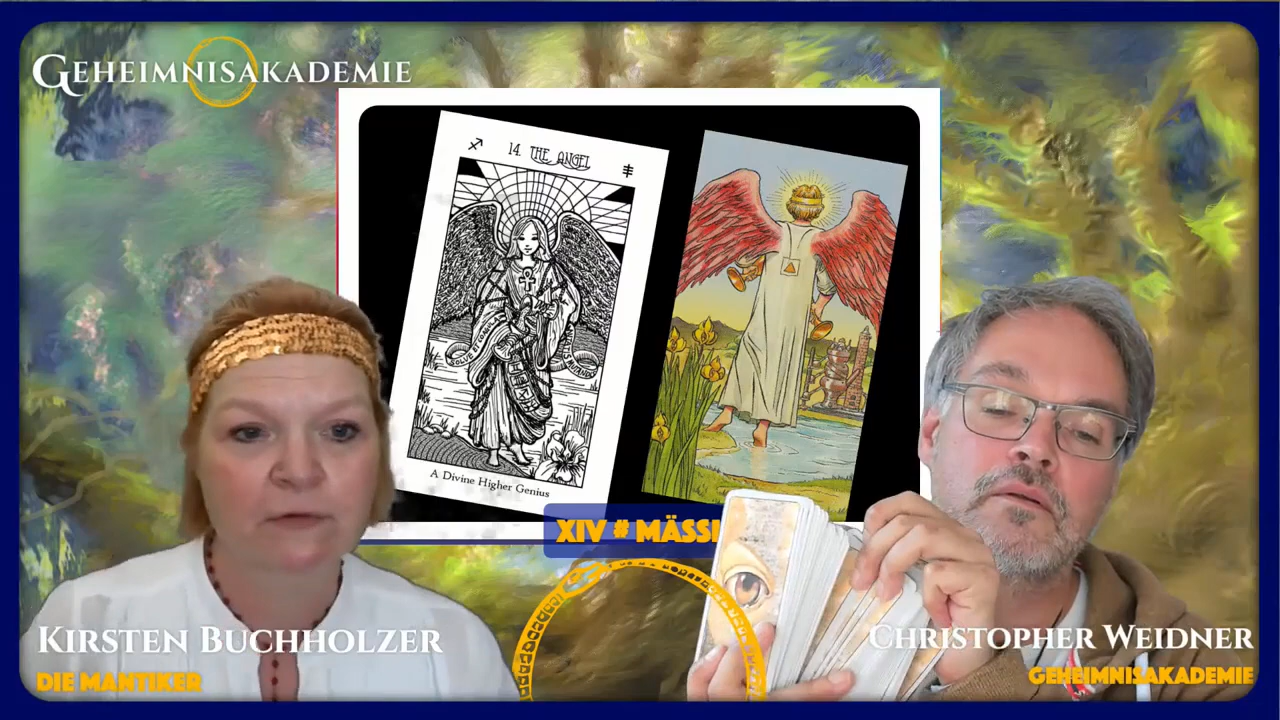 GEHEIMNISAKADEMIE
14. THE ANGEL
A Divine Higher Genius
XIV # MÄSSI
KIRSTEN BUCHHOLZER
DIE MANTIKER
CHRISTOPHER WEIDNER
GEHEIMNISAKADEMIE